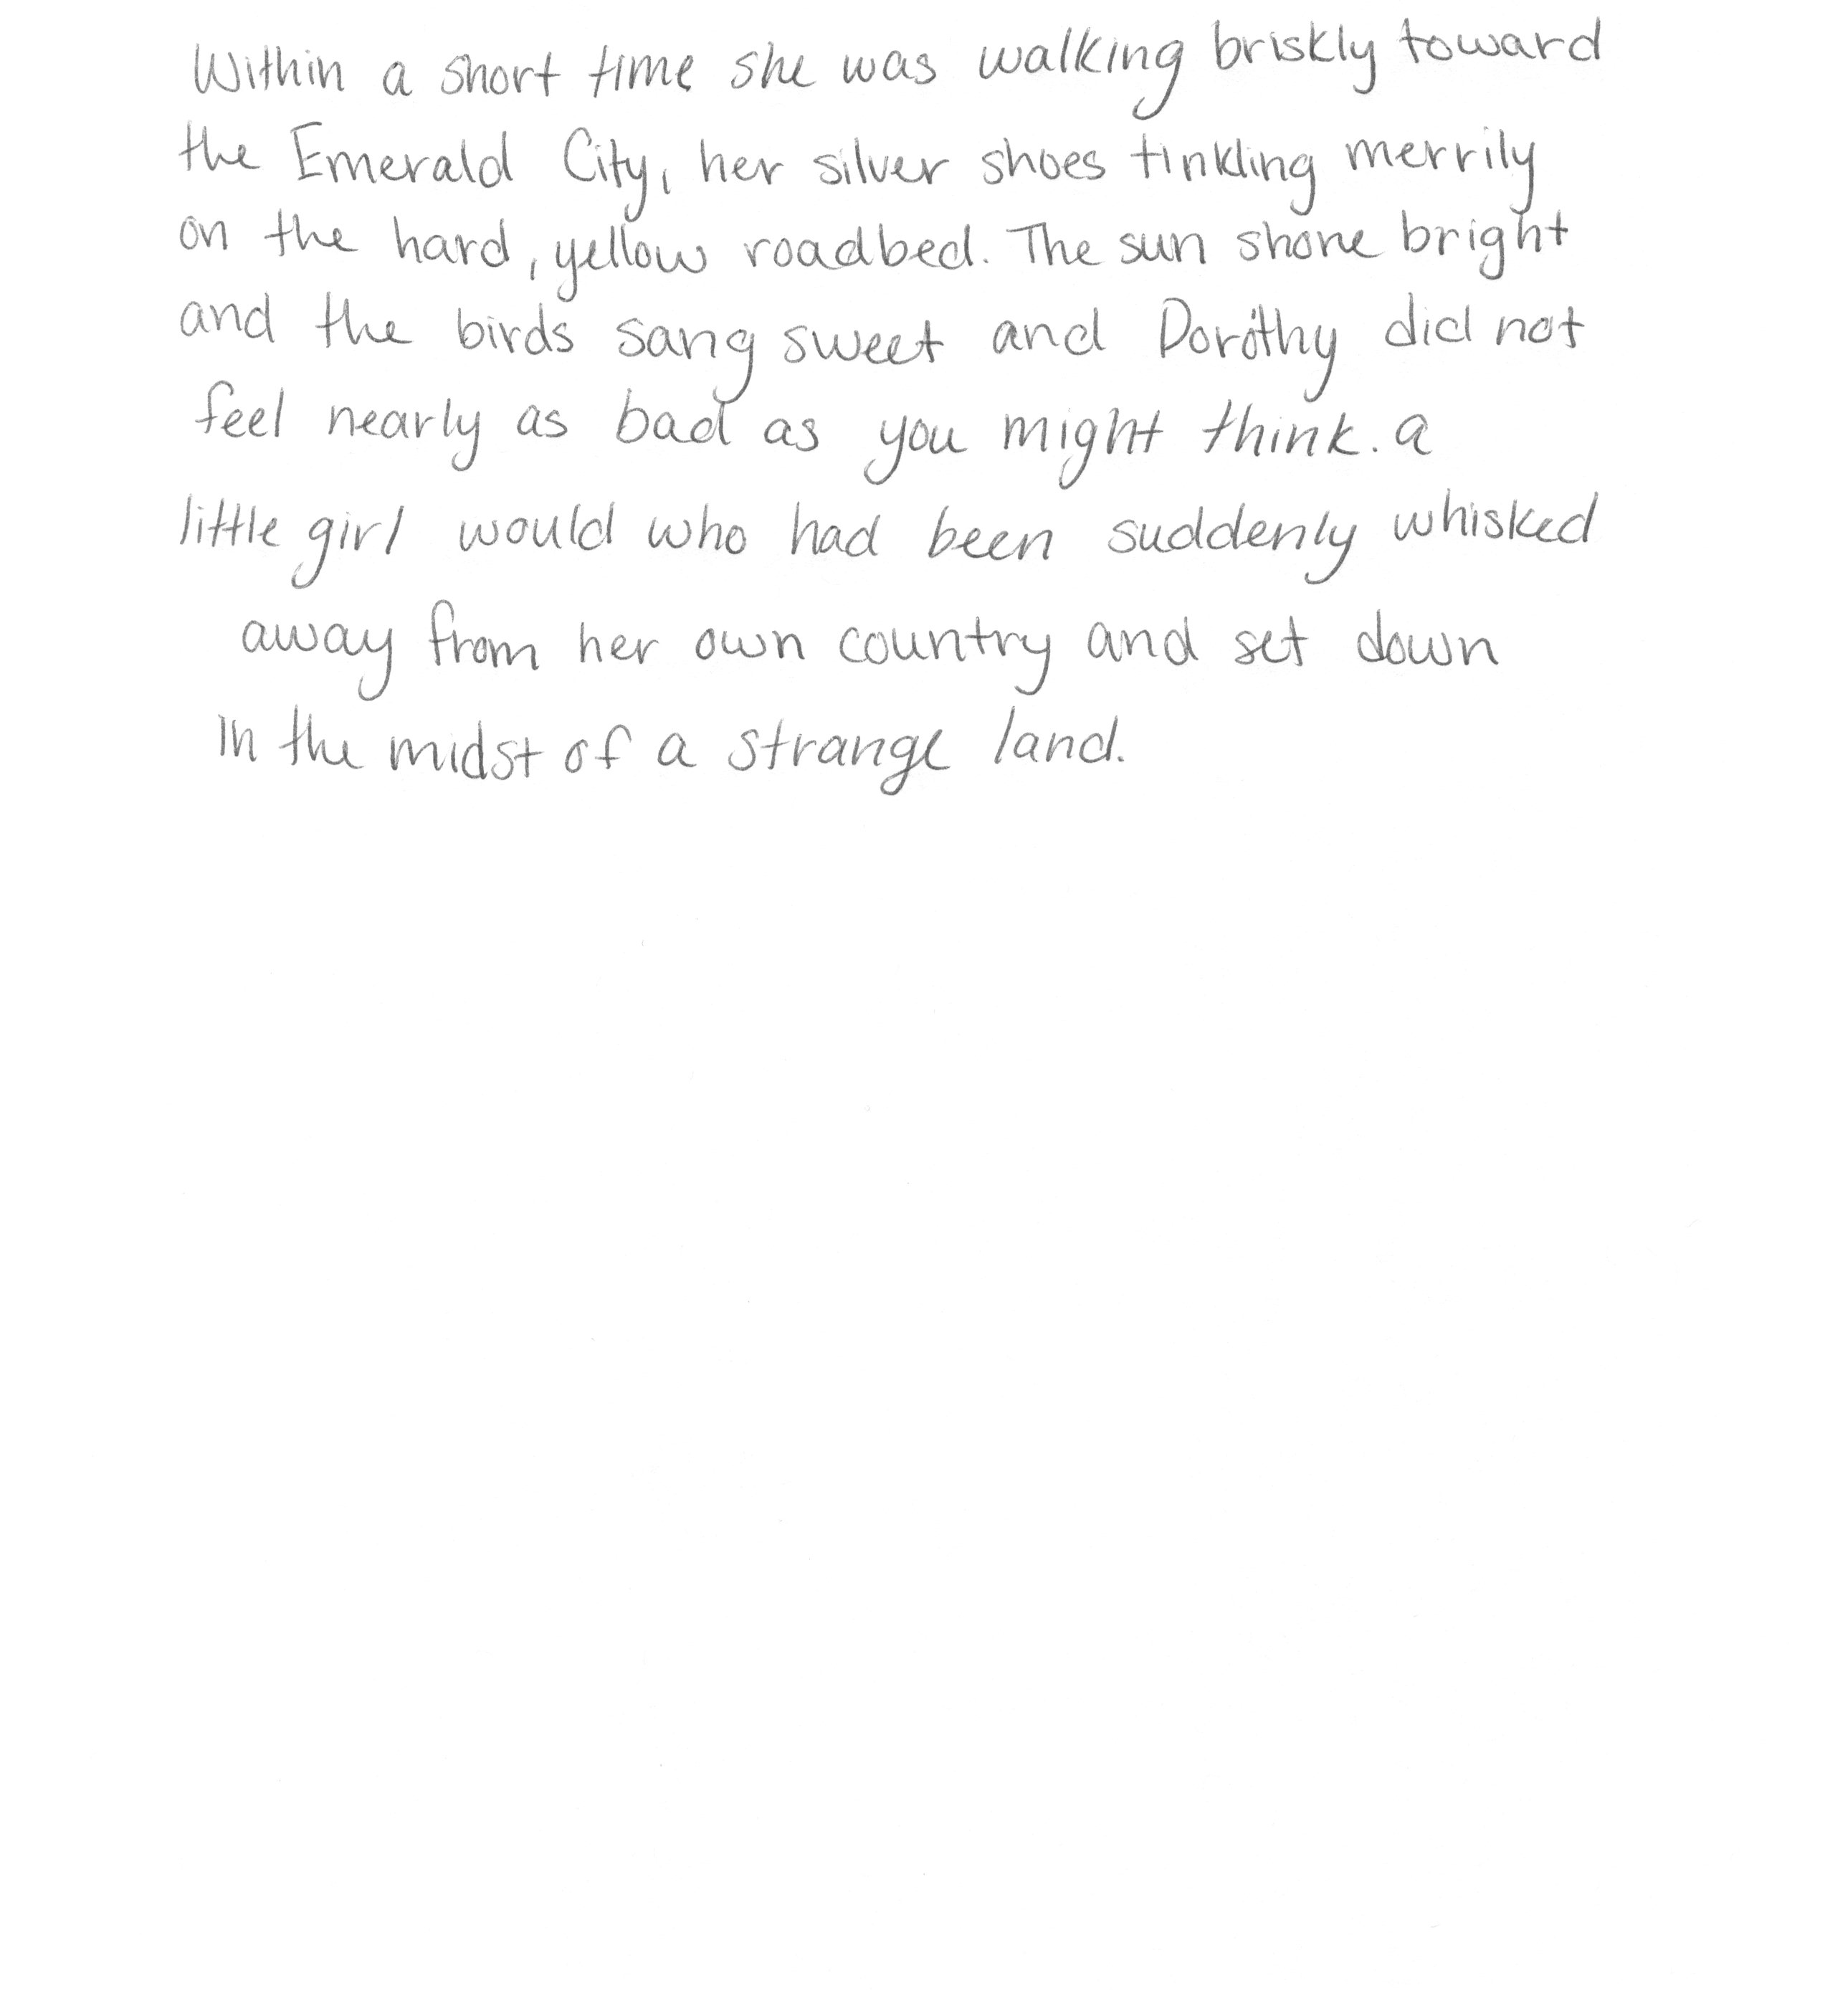 Within a short time she was walking briskly toward
the Emerald City, her silver shoes tinkling merrily
on the hard, yellow roadbed. The sun shone bright
and the birds sang sweet and Dorothy did not
feel nearly as bad as you might think. a
little girl would who had been suddenly whisked
away from her own country and set down
in the midst of a strange land.